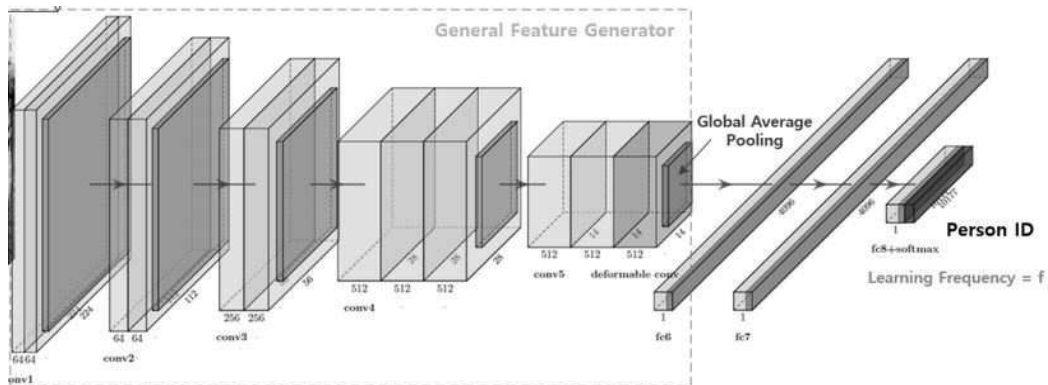 General Feature Generator
Global Average
Pooling
Person ID
Learning Frequency = f
64 64
224
conv1
64 64
112
conv2
256 256
56
conv3
512 512 512
28 28 28
conv4
512 512 512
14 14 14
conv5
deformable conv
1
4096
fc6
1
4096
fc7
1
10177
fc8+softmax